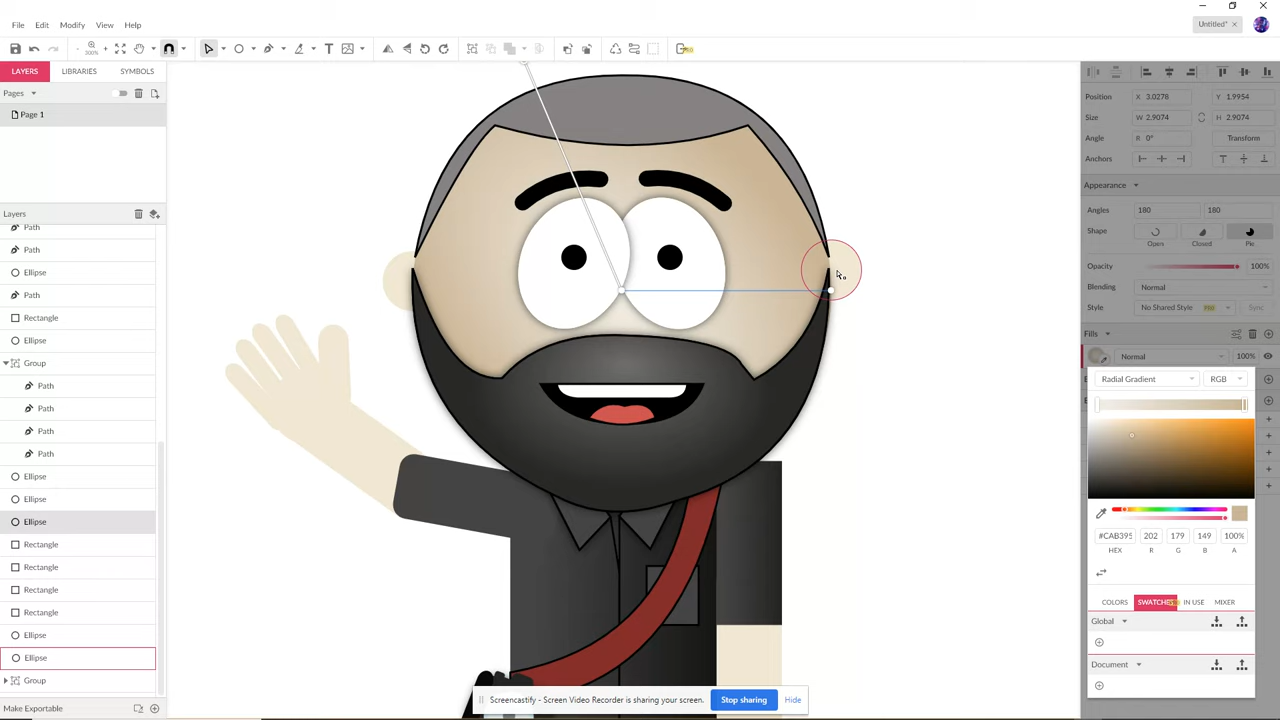 File Edit Modify View Help
Untitled*
300%
T
PRO
LAYERS LIBRARIES SYMBOLS
Pages
Page 1
Layers
Path
Path
Ellipse
Path
Rectangle
Ellipse
Group
Path
Path
Path
Path
Ellipse
Ellipse
Ellipse
Rectangle
Rectangle
Rectangle
Rectangle
Ellipse
Ellipse
Group
Make Exportable
Position X 3.0278 Y 1.9954
Size W 2.9074 H 2.9074
Angle R 0° Transform
Anchors
Appearance
Angles 180 180
Shape
Open Closed Pie
Opacity 100%
Blending Normal
Style No Shared Style PRO Sync
Fills
Normal 100%
Radial Gradient RGB
#CAB395 202 179 149 100%
HEX R G B A
COLORS SWATCHES IN USE MIXER
Global
Document
Screencastify - Screen Video Recorder is sharing your screen. Stop sharing Hide